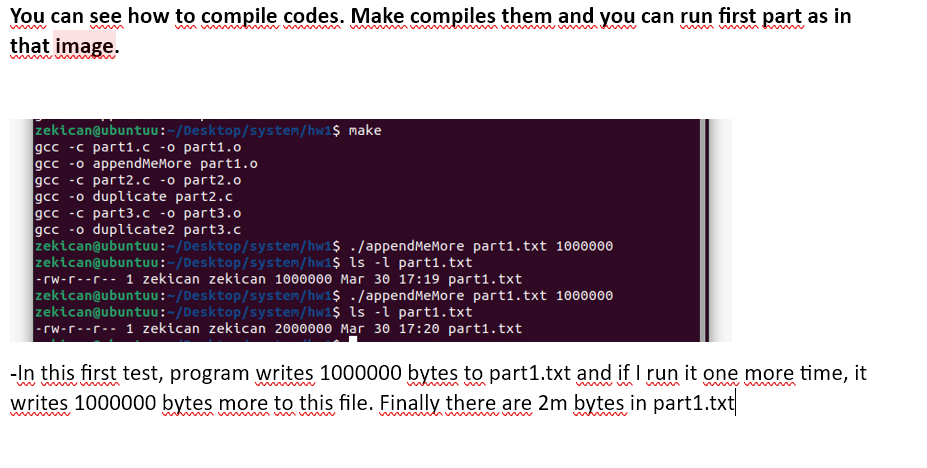 You can see how to compile codes. Make compiles them and you can run first part as in
that image.
zekican@ubuntuu:~/Desktop/system/hw1$ make
gcc -c part1.c -o part1.o
gcc -o appendMeMore part1.o
gcc -c part2.c -o part2.o
gcc -o duplicate part2.c
gcc -c part3.c -o part3.o
gcc -o duplicate2 part3.c
zekican@ubuntuu:~/Desktop/system/hw1$ ./appendMeMore part1.txt 1000000
zekican@ubuntuu:~/Desktop/system/hw1$ ls -l part1.txt
-rw-r--r-- 1 zekican zekican 1000000 Mar 30 17:19 part1.txt
zekican@ubuntuu:~/Desktop/system/hw1$ ./appendMeMore part1.txt 1000000
zekican@ubuntuu:~/Desktop/system/hw1$ ls -l part1.txt
-rw-r--r-- 1 zekican zekican 2000000 Mar 30 17:20 part1.txt
-In this first test, program writes 1000000 bytes to part1.txt and if I run it one more time, it
writes 1000000 bytes more to this file. Finally there are 2m bytes in part1.txt